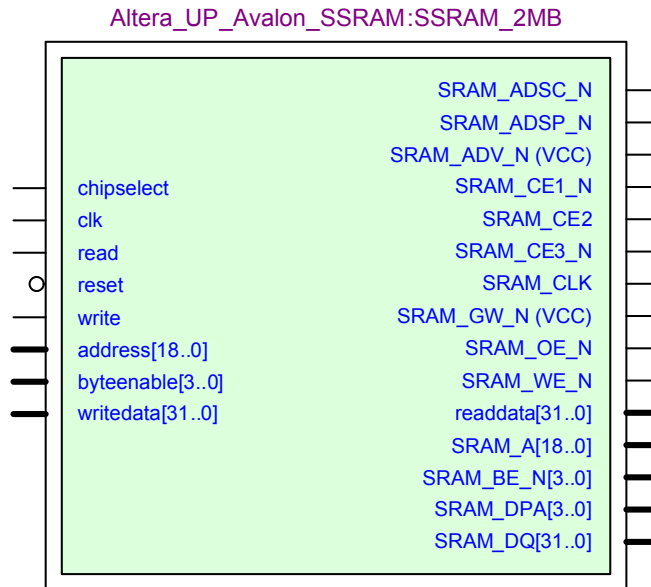 Altera_UP_Avalon_SSRAM:SSRAM_2MB
chipselect
clk
read
reset
write
address[18..0]
byteenable[3..0]
writedata[31..0]
SRAM_ADSC_N
SRAM_ADSP_N
SRAM_ADV_N (VCC)
SRAM_CE1_N
SRAM_CE2
SRAM_CE3_N
SRAM_CLK
SRAM_GW_N (VCC)
SRAM_OE_N
SRAM_WE_N
readdata[31..0]
SRAM_A[18..0]
SRAM_BE_N[3..0]
SRAM_DPA[3..0]
SRAM_DQ[31..0]